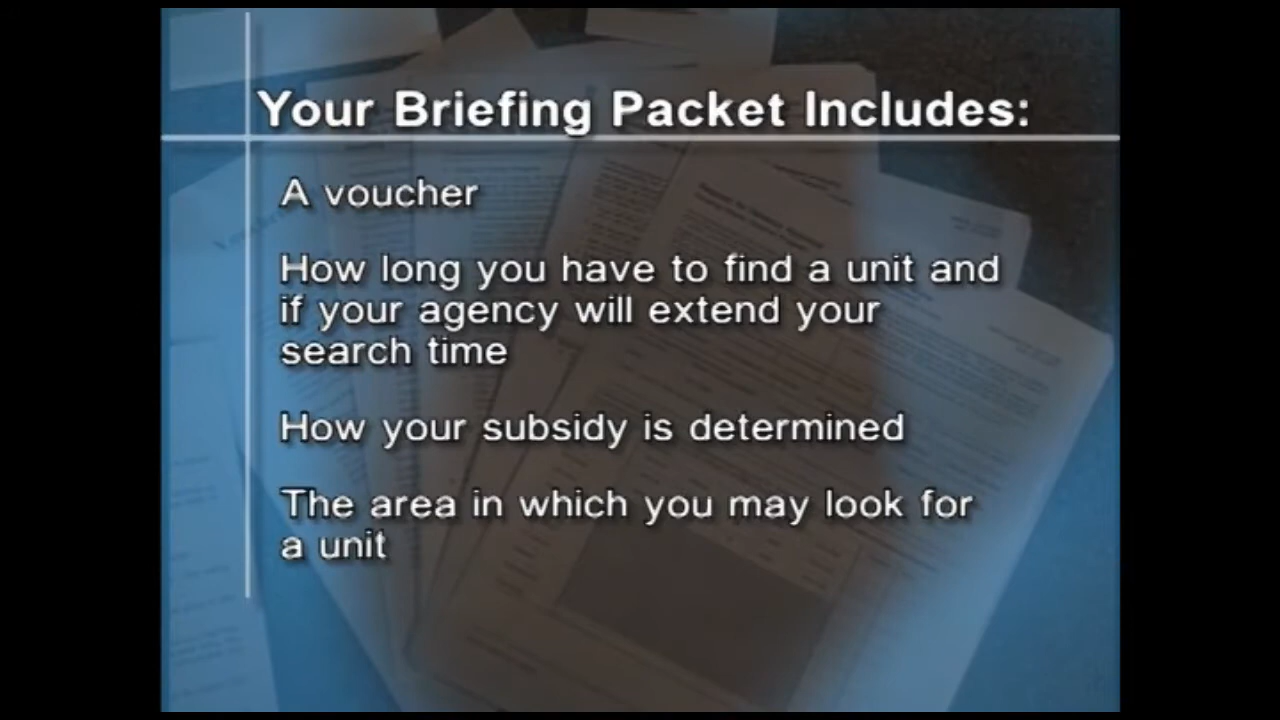 Your Briefing Packet Includes:
A voucher
How long you have to find a unit and
if your agency will extend your
search time
How your subsidy is determined
The area in which you may look for
a unit